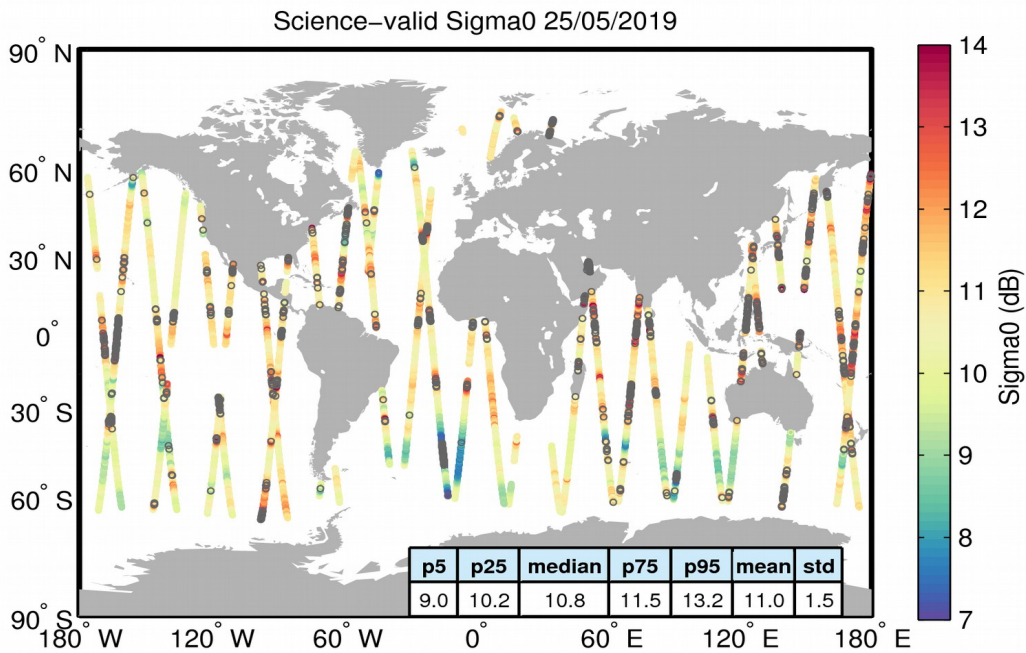 Science−valid Sigma0 25/05/2019
90° N
60° N
30° N
0°
30° S
60° S
90° S
180° W
120° W
60° W
0°
60° E
120° E
180° E
p5 p25 median p75 p95 mean std
9.0 10.2 10.8 11.5 13.2 11.0 1.5
14
13
12
11
10
9
8
7
Sigma0 (dB)